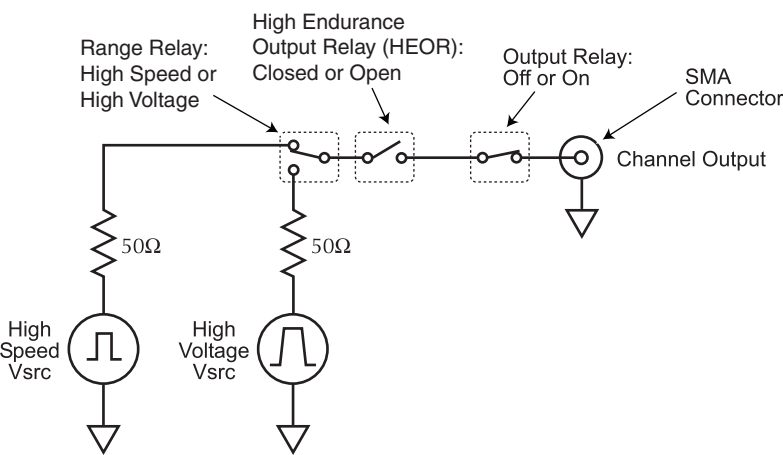 High Endurance
Output Relay (HEOR):
Closed or Open
Range Relay:
High Speed or
High Voltage
Output Relay:
Off or On
SMA
Connector
Channel Output
50Ω
50Ω
High
Speed
Vsrc
High
Voltage
Vsrc